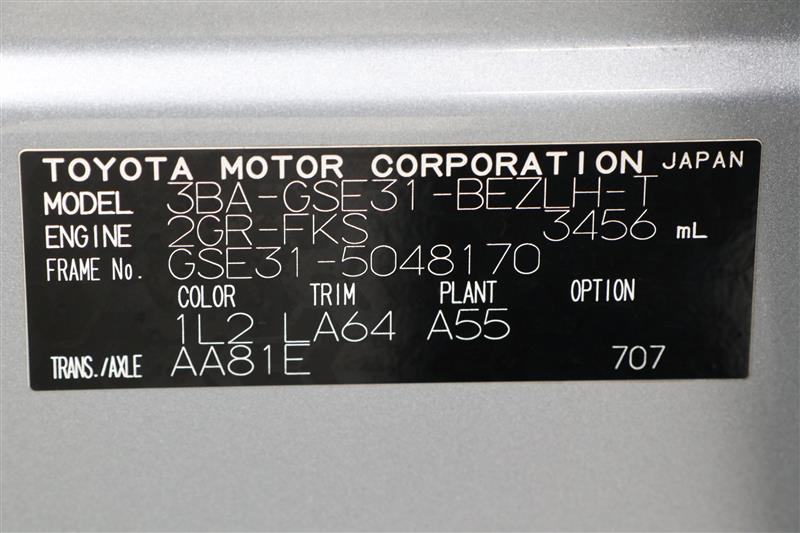 TOYOTA MOTOR CORPORATION JAPAN
MODEL 3BA-GSE31-BEZLH-T
ENGINE 2GR-FKS 3456 mL
FRAME No. GSE31-5048170
COLOR TRIM PLANT OPTION
1L2 LA64 A55
TRANS./AXLE AA81E 707